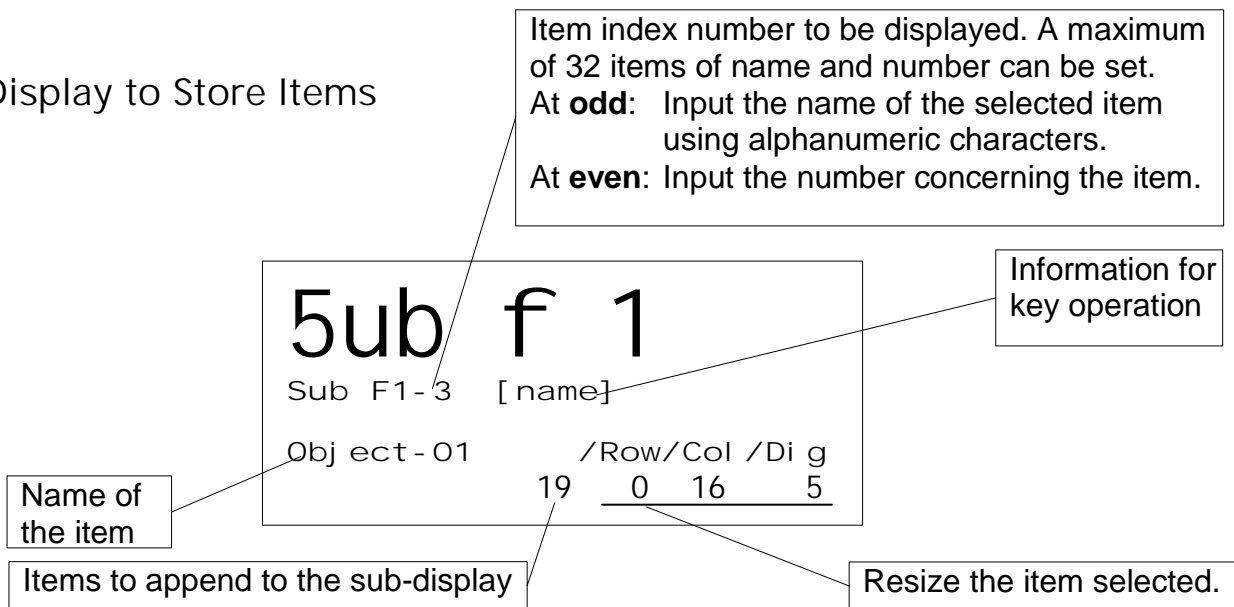 Item index number to be displayed. A maximum
of 32 items of name and number can be set.
At odd: Input the name of the selected item
using alphanumeric characters.
At even: Input the number concerning the item.
Display to Store Items
Information for
key operation
5ub f 1
Sub F1-3 [name]
Object-01 /Row/Col/Dig
19 0 16 5
Name of
the item
Items to append to the sub-display
Resize the item selected.